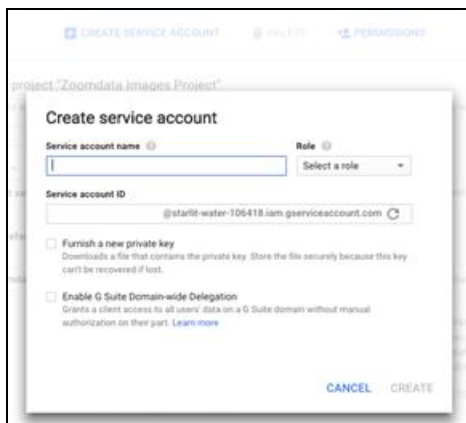 CREATE SERVICE ACCOUNT DELETE PERMISSIONS
project "Zoomdata Images Project"
Create service account
Service account name Role
Select a role
Service account ID
@starlit-water-106418.iam.gserviceaccount.com
Furnish a new private key
Downloads a file that contains the private key. Store the file securely because this key
can't be recovered if lost.
Enable G Suite Domain-wide Delegation
Grants a client access to all users' data on a G Suite domain without manual
authorization on their part. Learn more
CANCEL CREATE